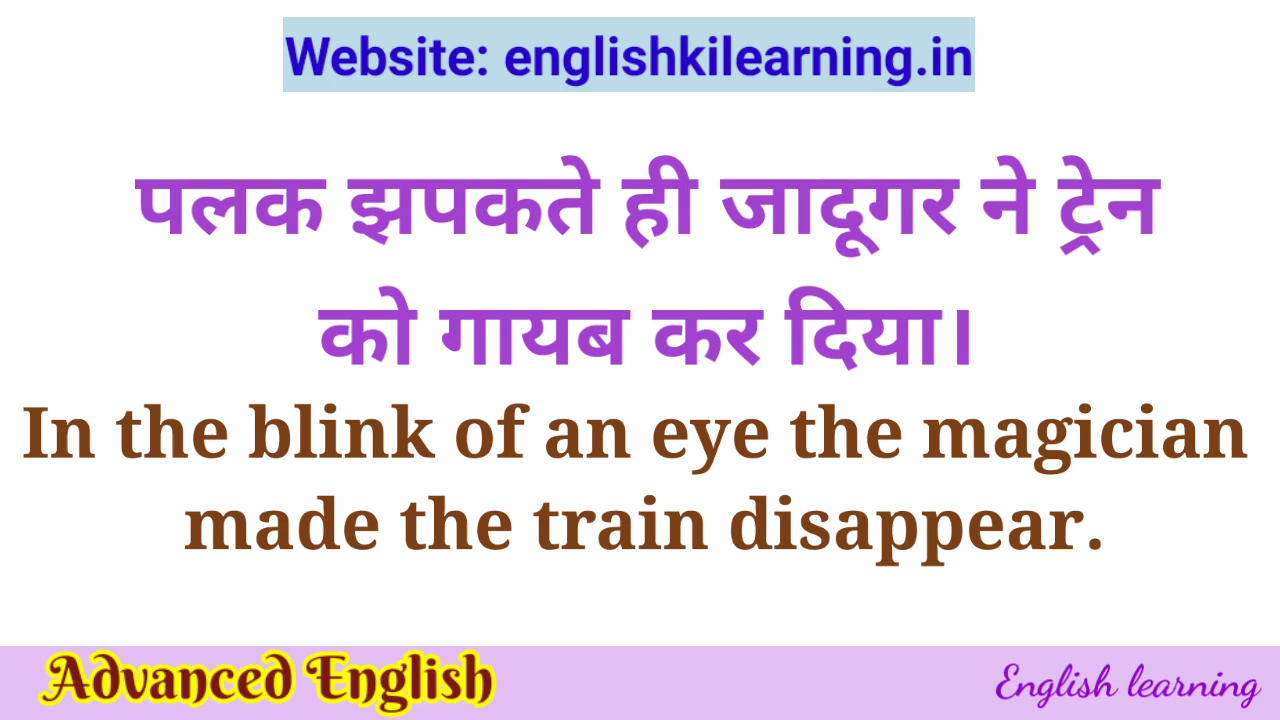 Website: englishkilearning.in
पलक झपकते ही जादूगर ने ट्रेन
को गायब कर दिया।
In the blink of an eye the magician
made the train disappear.
Advanced English
English learning